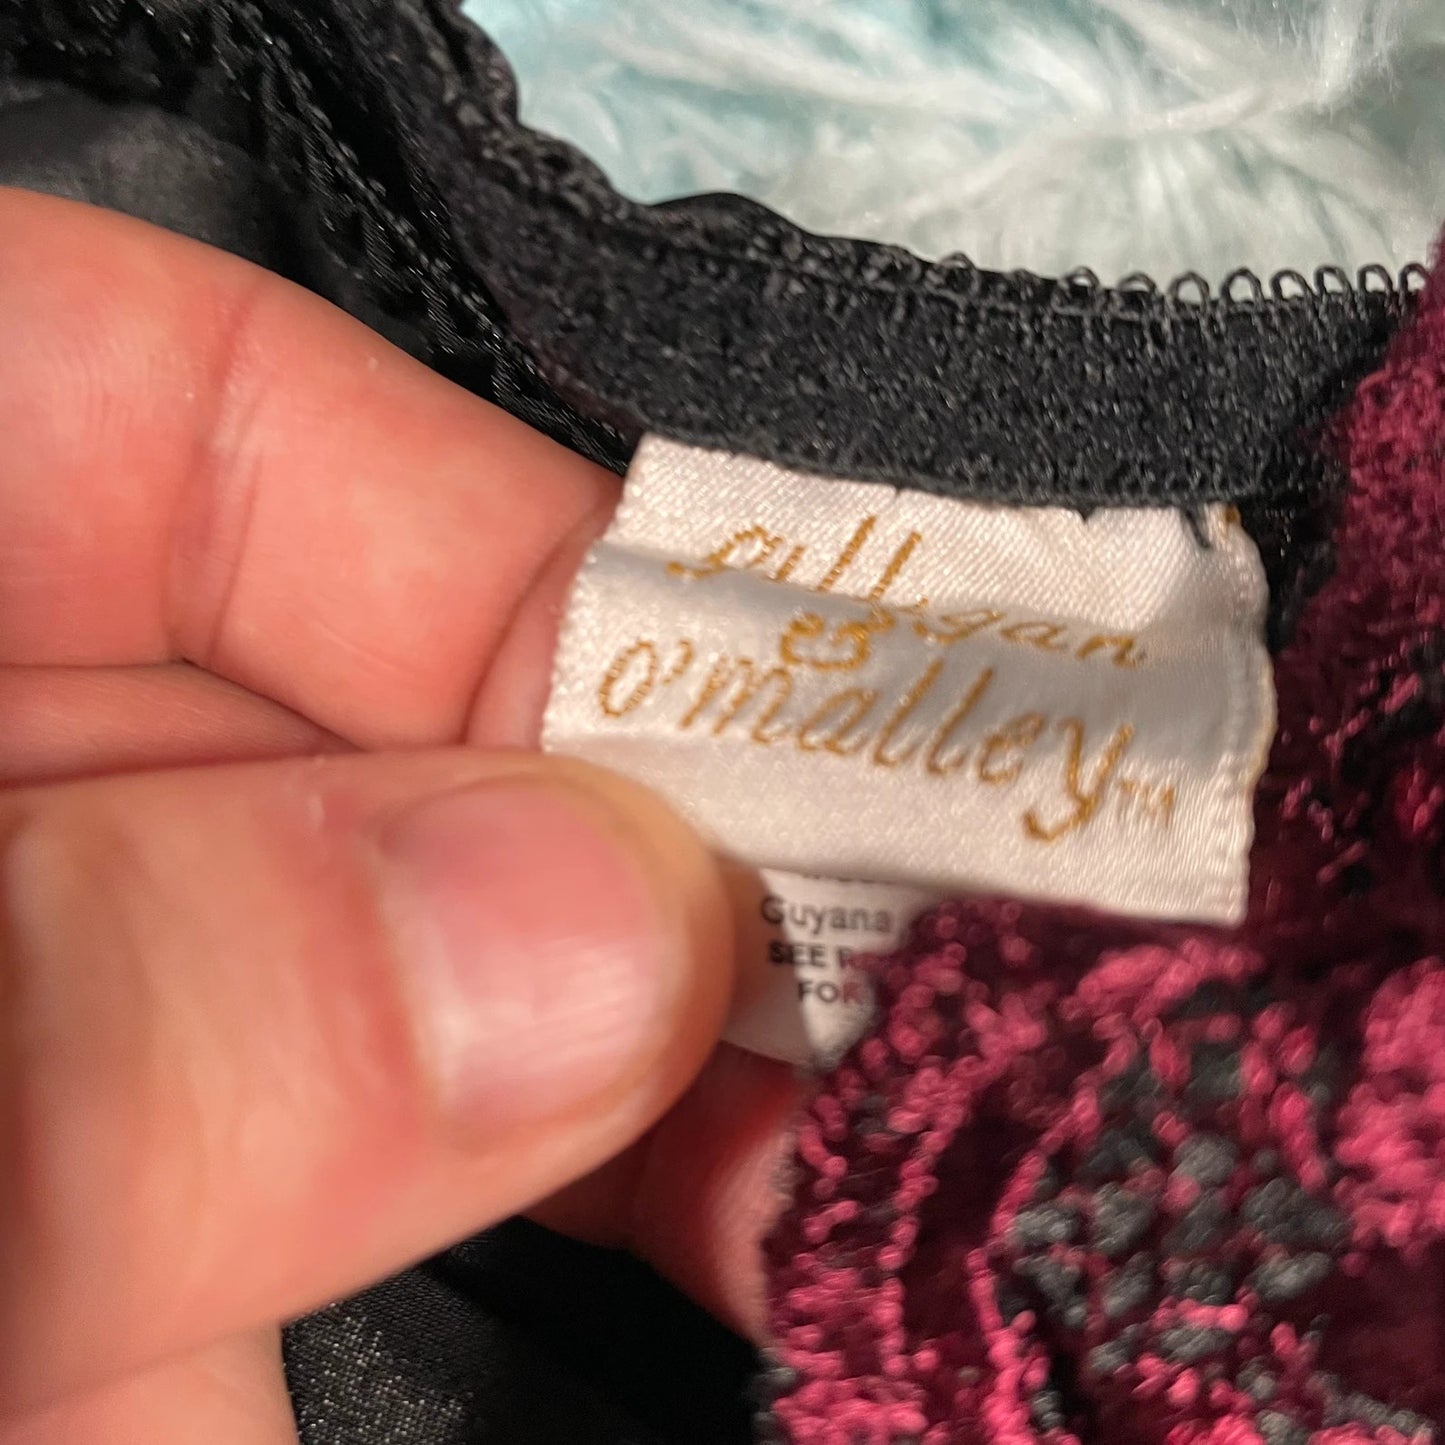 gilligan
&
O'malley™
Guyana
SEE
FOR